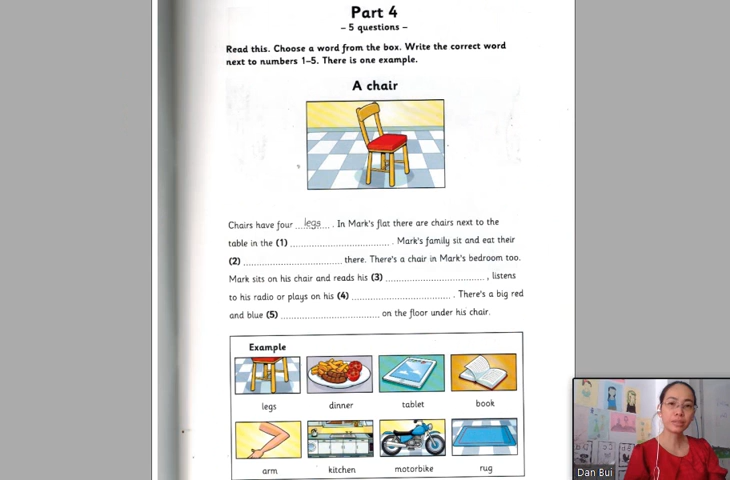 Part 4
– 5 questions –
Read this. Choose a word from the box. Write the correct word
next to numbers 1–5. There is one example.
A chair
Chairs have four ....legs.... . In Mark's flat there are chairs next to the
table in the (1) ................................ . Mark's family sit and eat their
(2) ................................ there. There's a chair in Mark's bedroom too.
Mark sits on his chair and reads his (3) ................................ , listens
to his radio or plays on his (4) ................................ . There's a big red
and blue (5) ................................ on the floor under his chair.
Example
legs dinner tablet book
arm kitchen motorbike rug
Dan Bui